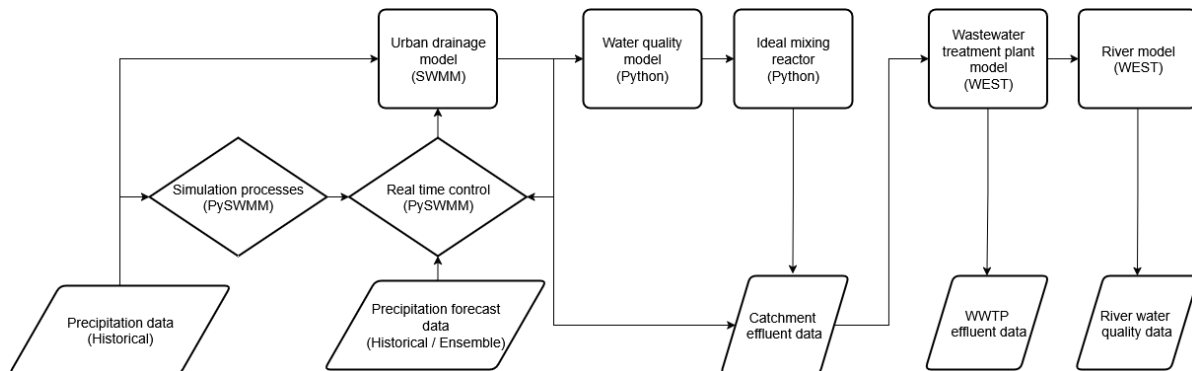 Urban drainage
model
(SWMM)
Water quality
model
(Python)
Ideal mixing
reactor
(Python)
Wastewater
treatment plant
model
(WEST)
River model
(WEST)
Simulation processes
(PySWMM)
Real time control
(PySWMM)
Precipitation data
(Historical)
Precipitation forecast
data
(Historical / Ensemble)
Catchment
effluent data
WWTP
effluent data
River water
quality data